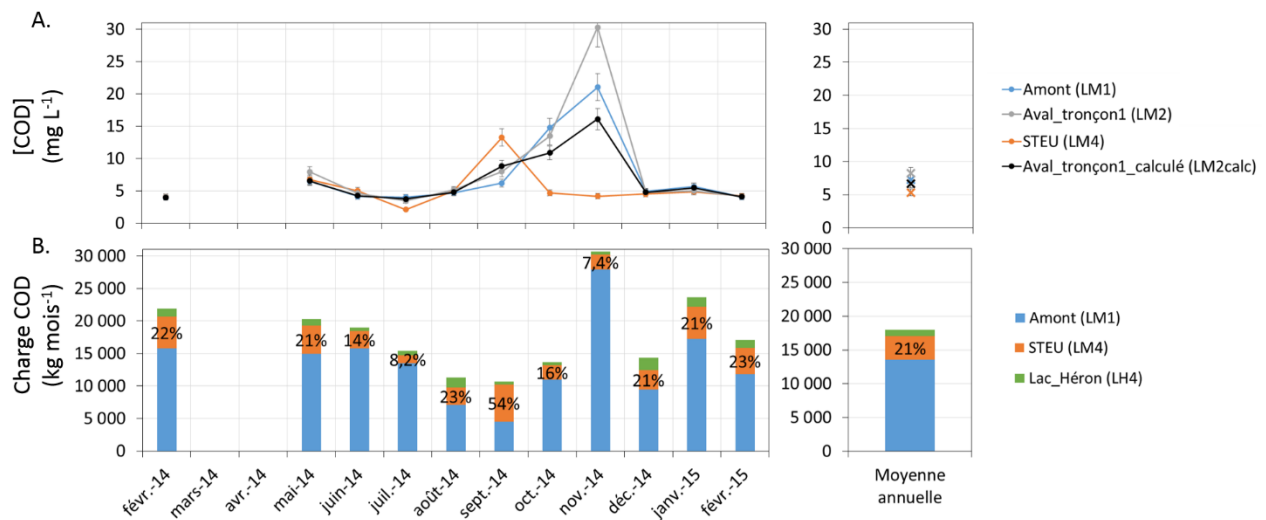 A.
30
25
20
15
10
5
0
[COD]
(mg L-1)
30
25
20
15
10
5
0
Amont (LM1)
Aval_tronçon1 (LM2)
STEU (LM4)
Aval_tronçon1_calculé (LM2calc)
B.
30 000
25 000
20 000
15 000
10 000
5 000
0
Charge COD
(kg mois-1)
22%
21%
14%
8,2%
23%
54%
16%
7,4%
21%
21%
23%
févr.-14
mars-14
avr.-14
mai-14
juin-14
juil.-14
août-14
sept.-14
oct.-14
nov.-14
déc.-14
janv.-15
févr.-15
30 000
25 000
20 000
15 000
10 000
5 000
0
21%
Moyenne
annuelle
Amont (LM1)
STEU (LM4)
Lac_Héron (LH4)